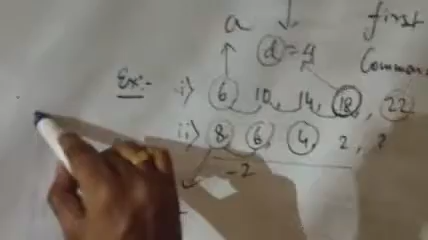 a
first
d = 4
Common
Ex:- i) 6, 10, 14, 18, 22
ii) 8, 6, 4, 2, ?
-2